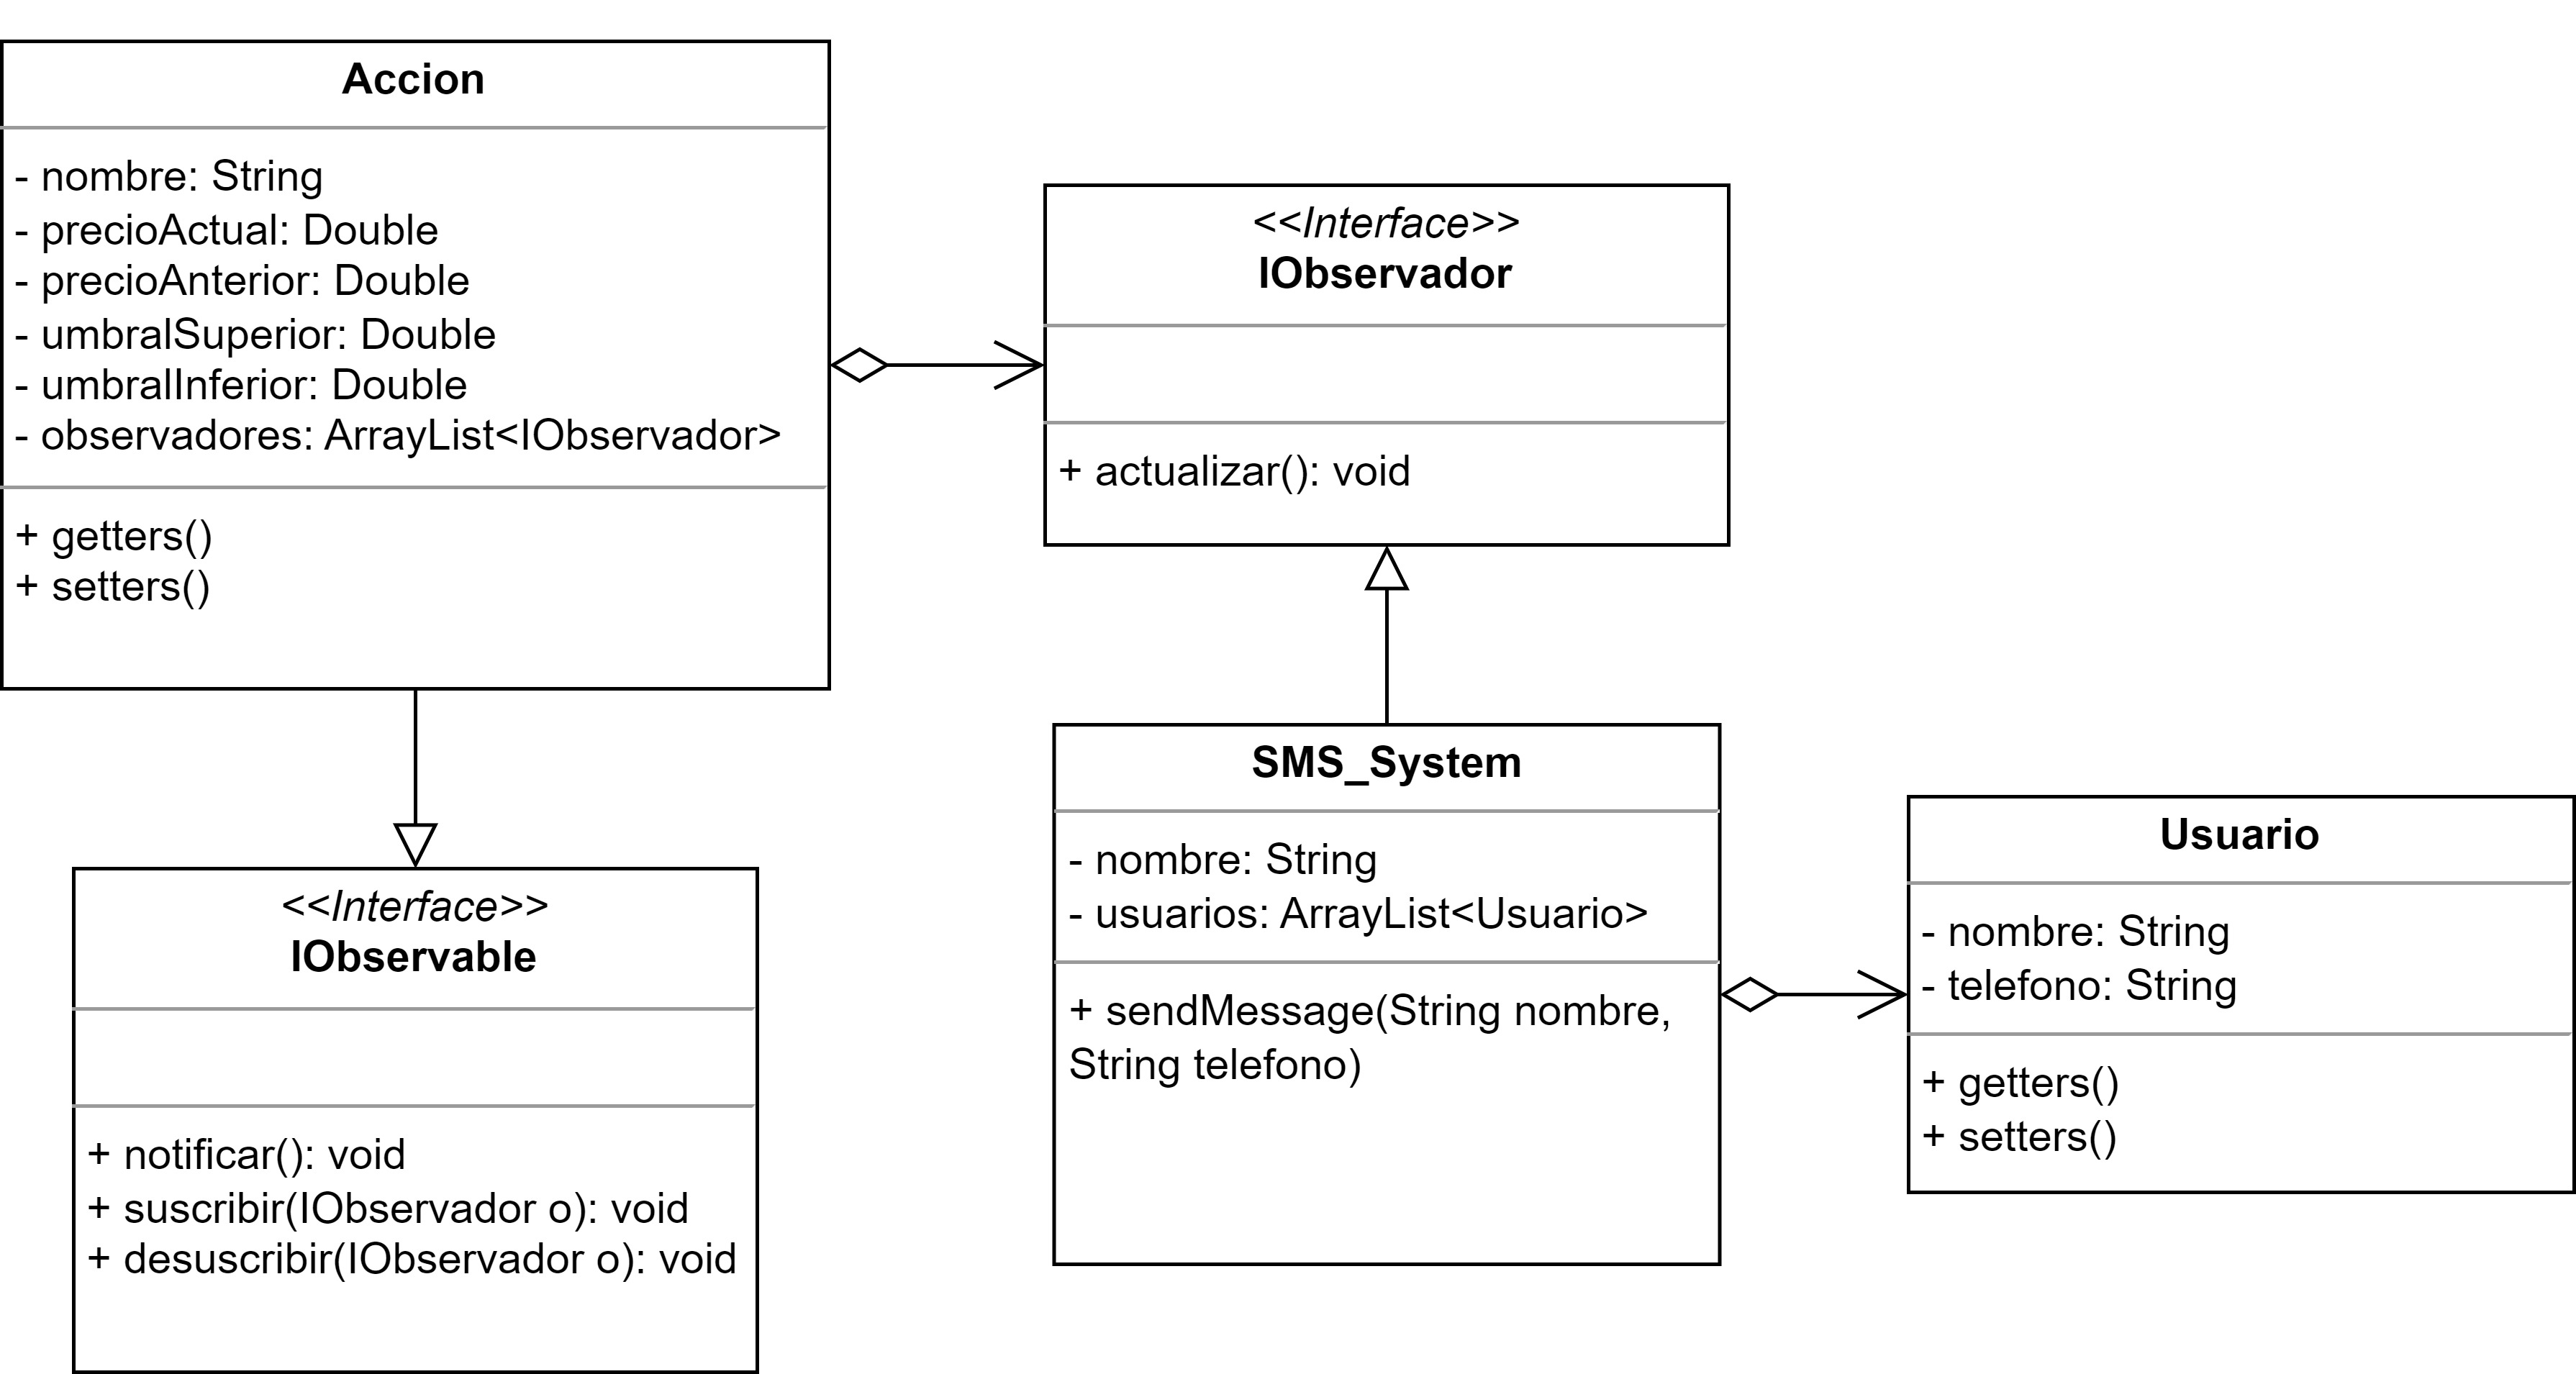 Accion
- nombre: String
- precioActual: Double
- precioAnterior: Double
- umbralSuperior: Double
- umbralInferior: Double
- observadores: ArrayList<IObservador>
+ getters()
+ setters()
<<Interface>>
IObservador
+ actualizar(): void
<<Interface>>
IObservable
+ notificar(): void
+ suscribir(IObservador o): void
+ desuscribir(IObservador o): void
SMS_System
- nombre: String
- usuarios: ArrayList<Usuario>
+ sendMessage(String nombre,
String telefono)
Usuario
- nombre: String
- telefono: String
+ getters()
+ setters()